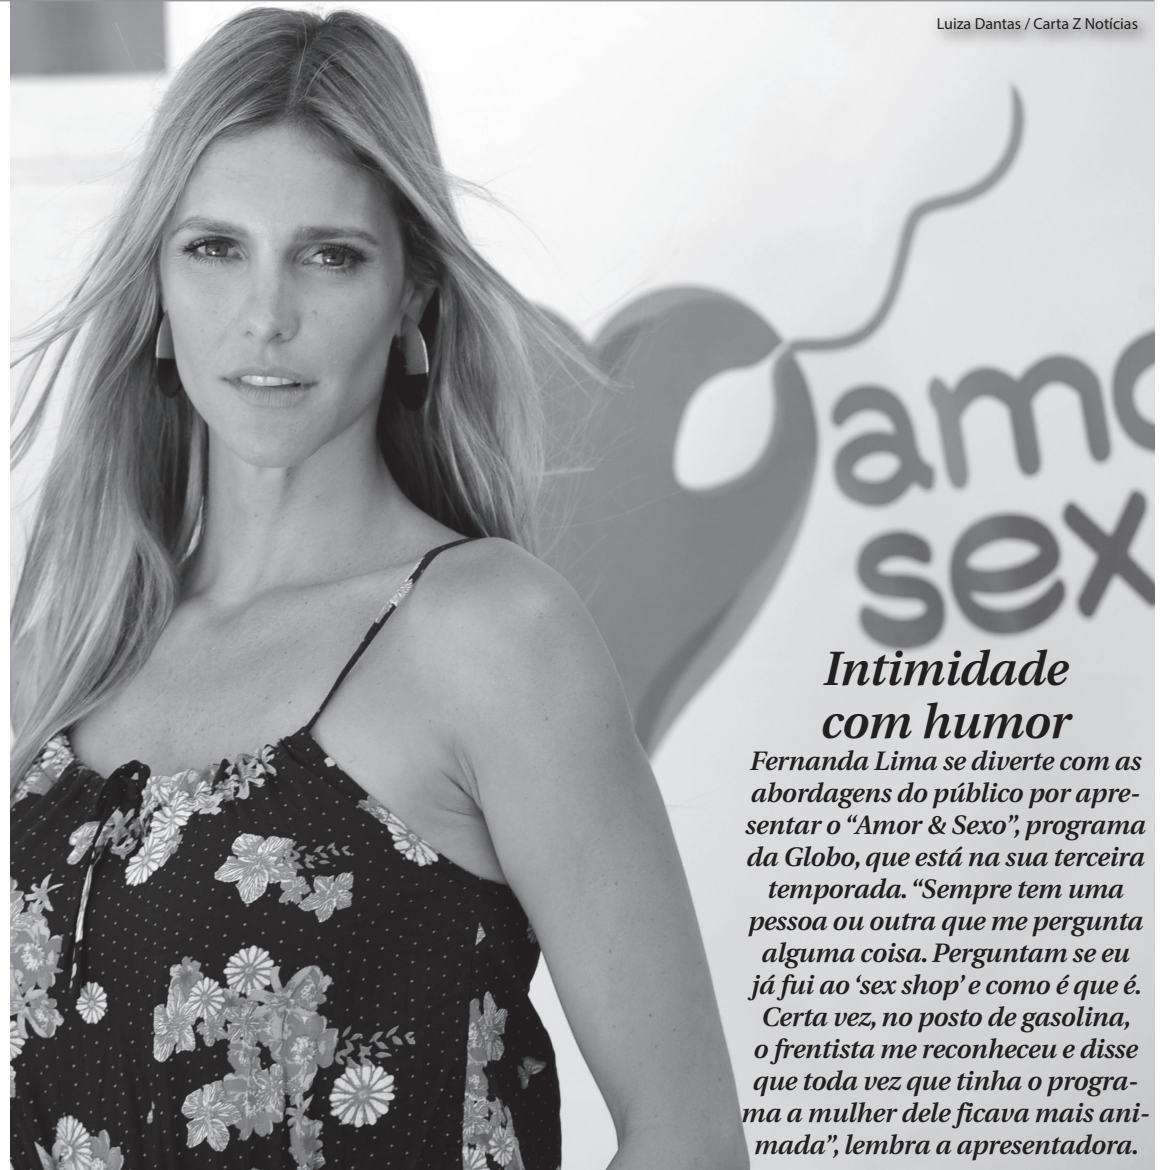 Luiza Dantas / Carta Z Notícias
amo
sex
Intimidade
com humor
Fernanda Lima se diverte com as
abordagens do público por apre-
sentar o “Amor & Sexo”, programa
da Globo, que está na sua terceira
temporada. “Sempre tem uma
pessoa ou outra que me pergunta
alguma coisa. Perguntam se eu
já fui ao ‘sex shop’ e como é que é.
Certa vez, no posto de gasolina,
o frentista me reconheceu e disse
que toda vez que tinha o progra-
ma a mulher dele ficava mais ani-
mada”, lembra a apresentadora.